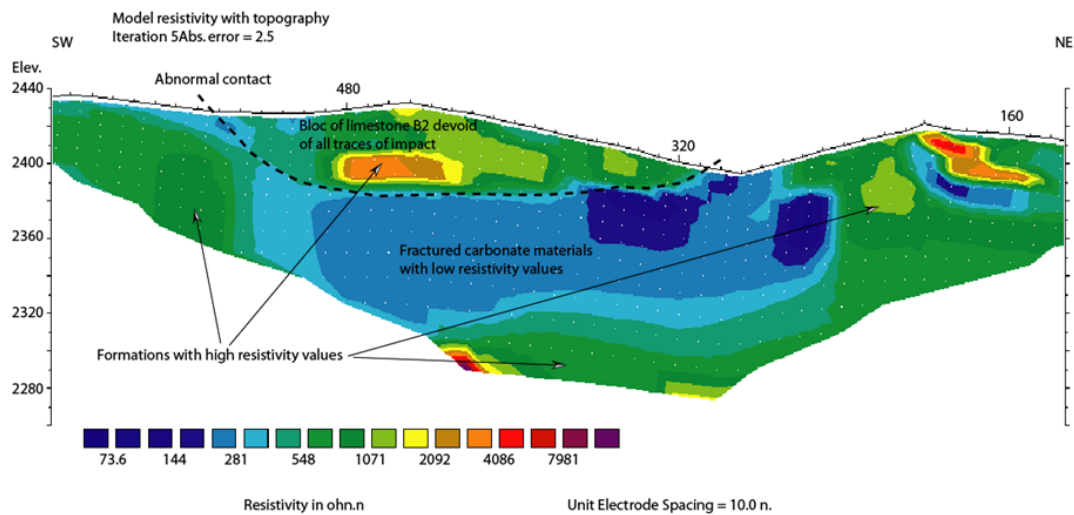 Model resistivity with topography
Iteration 5Abs. error = 2.5
SW
NE
Elev.
Abnormal contact
480
160
2440
Bloc of limestone B2 devoid
of all traces of impact
320
2400
2360
Fractured carbonate materials
with low resistivity values
2320
Formations with high resistivity values
2280
73.6 144 281 548 1071 2092 4086 7981
Resistivity in ohn.n
Unit Electrode Spacing = 10.0 n.